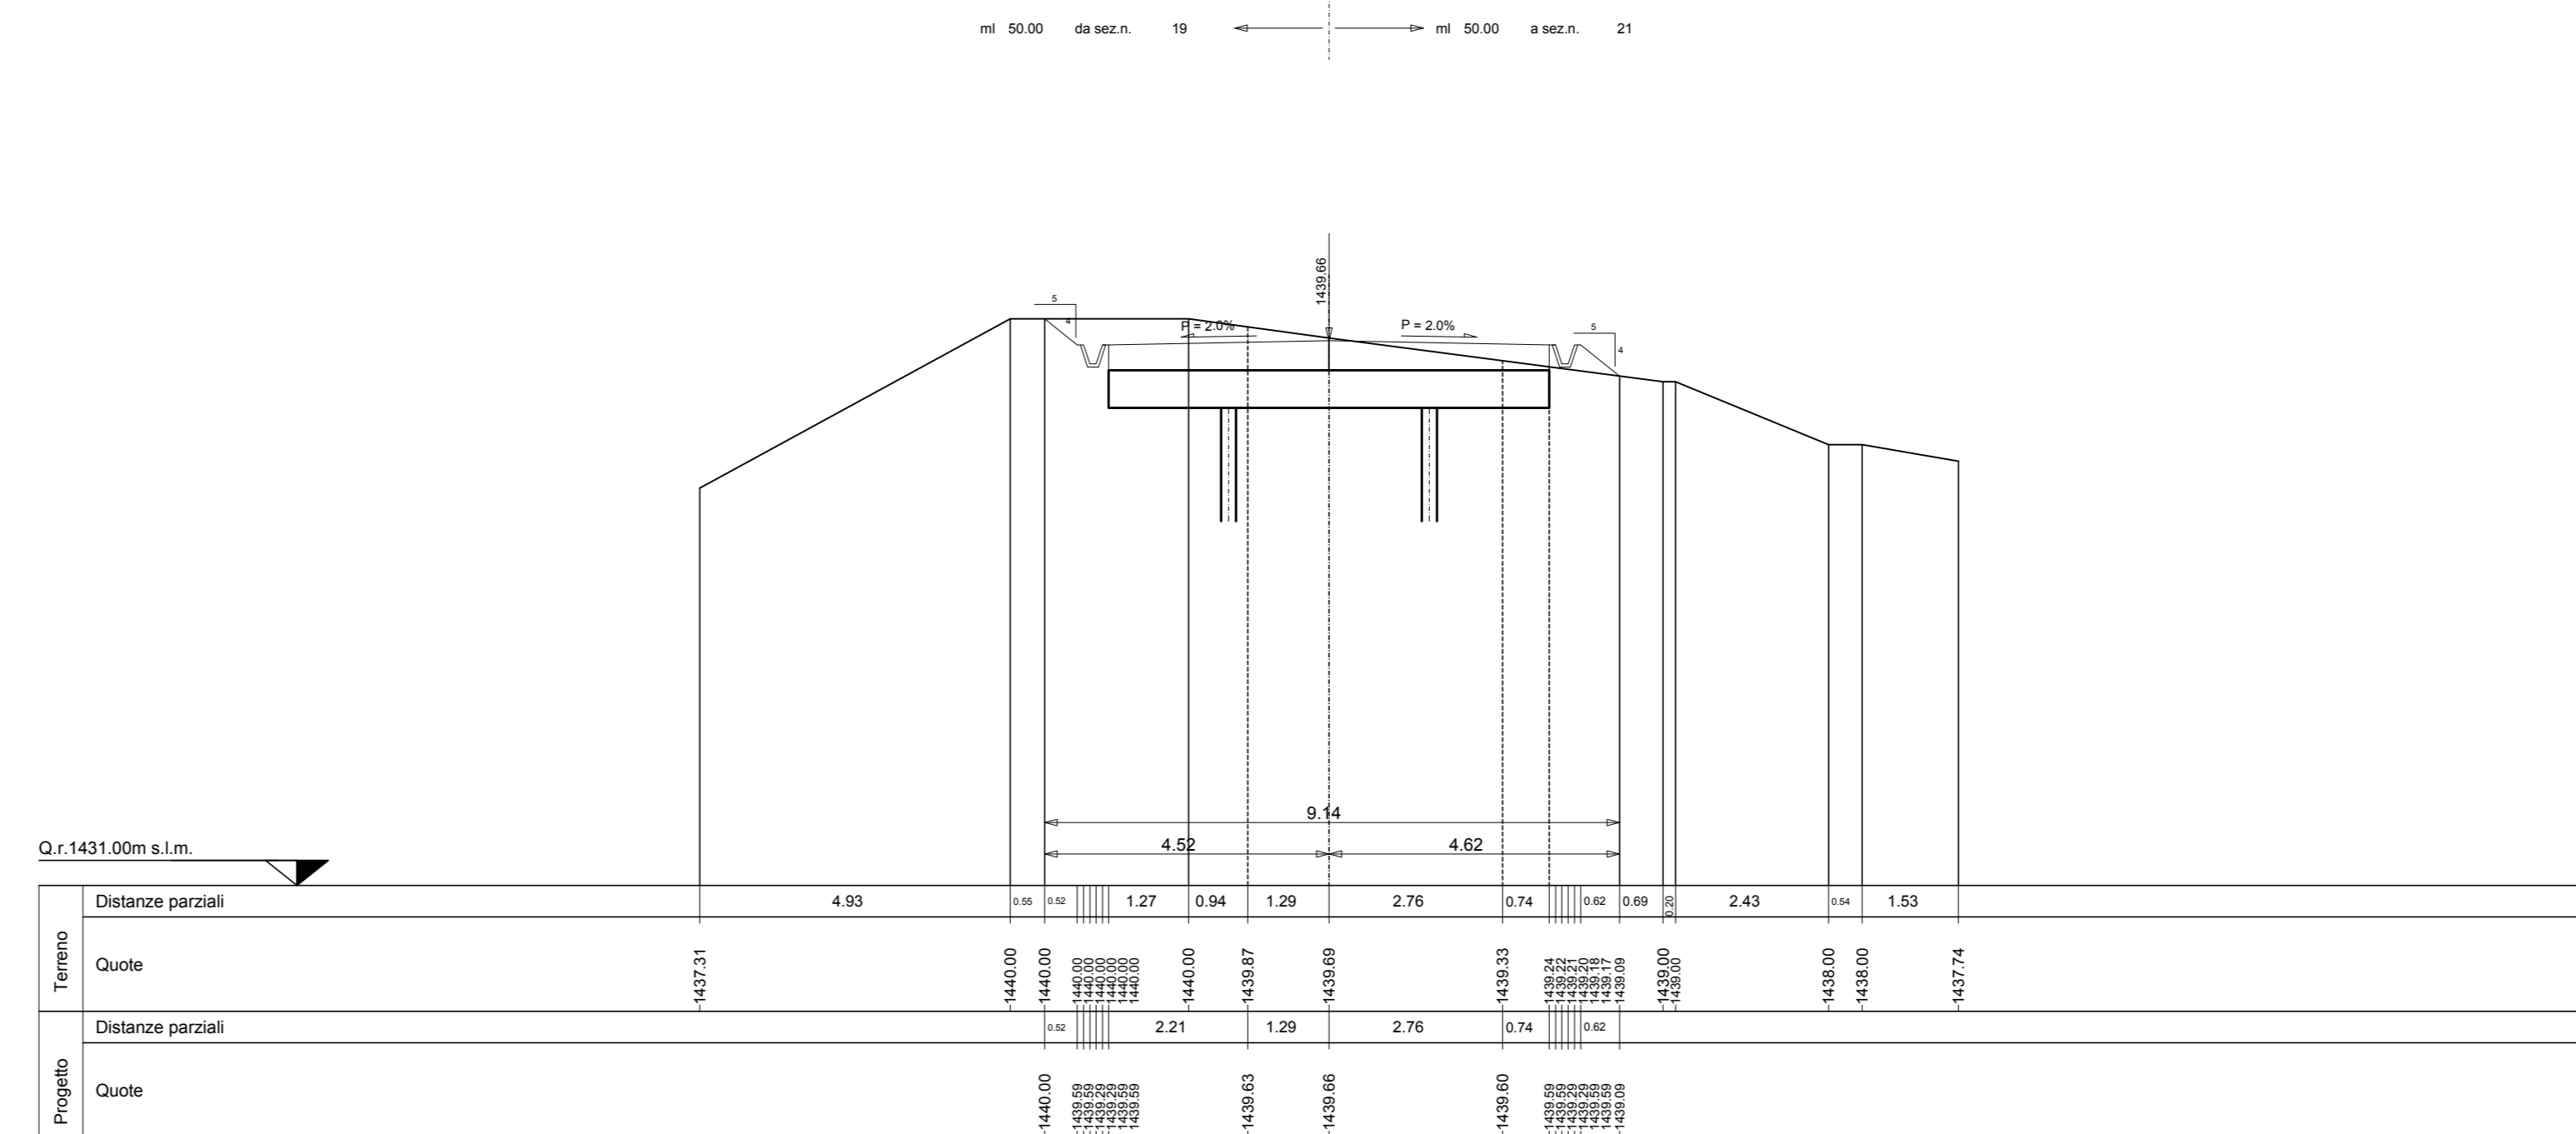 ml 50.00 da sez.n. 19 ml 50.00 a sez.n. 21
1439.66
5
4
P = 2.0%
P = 2.0%
5
4
9.14
4.52 4.62
Q.r.1431.00m s.l.m.
Terreno
Distanze parziali 4.93 0.55 0.52 1.27 0.94 1.29 2.76 0.74 0.62 0.69 0.20 2.43 0.54 1.53
Quote 1437.31 1440.00 1440.00 1440.00 1440.00 1440.00 1440.00 1440.00 1440.00 1440.00 1439.87 1439.69 1439.33 1439.24 1439.22 1439.21 1439.20 1439.18 1439.17 1439.09 1439.00 1439.00 1438.00 1438.00 1437.74
Progetto
Distanze parziali 0.52 2.21 1.29 2.76 0.74 0.62
Quote 1440.00 1439.59 1439.59 1439.29 1439.29 1439.59 1439.59 1439.63 1439.66 1439.60 1439.59 1439.59 1439.29 1439.29 1439.59 1439.59 1439.09